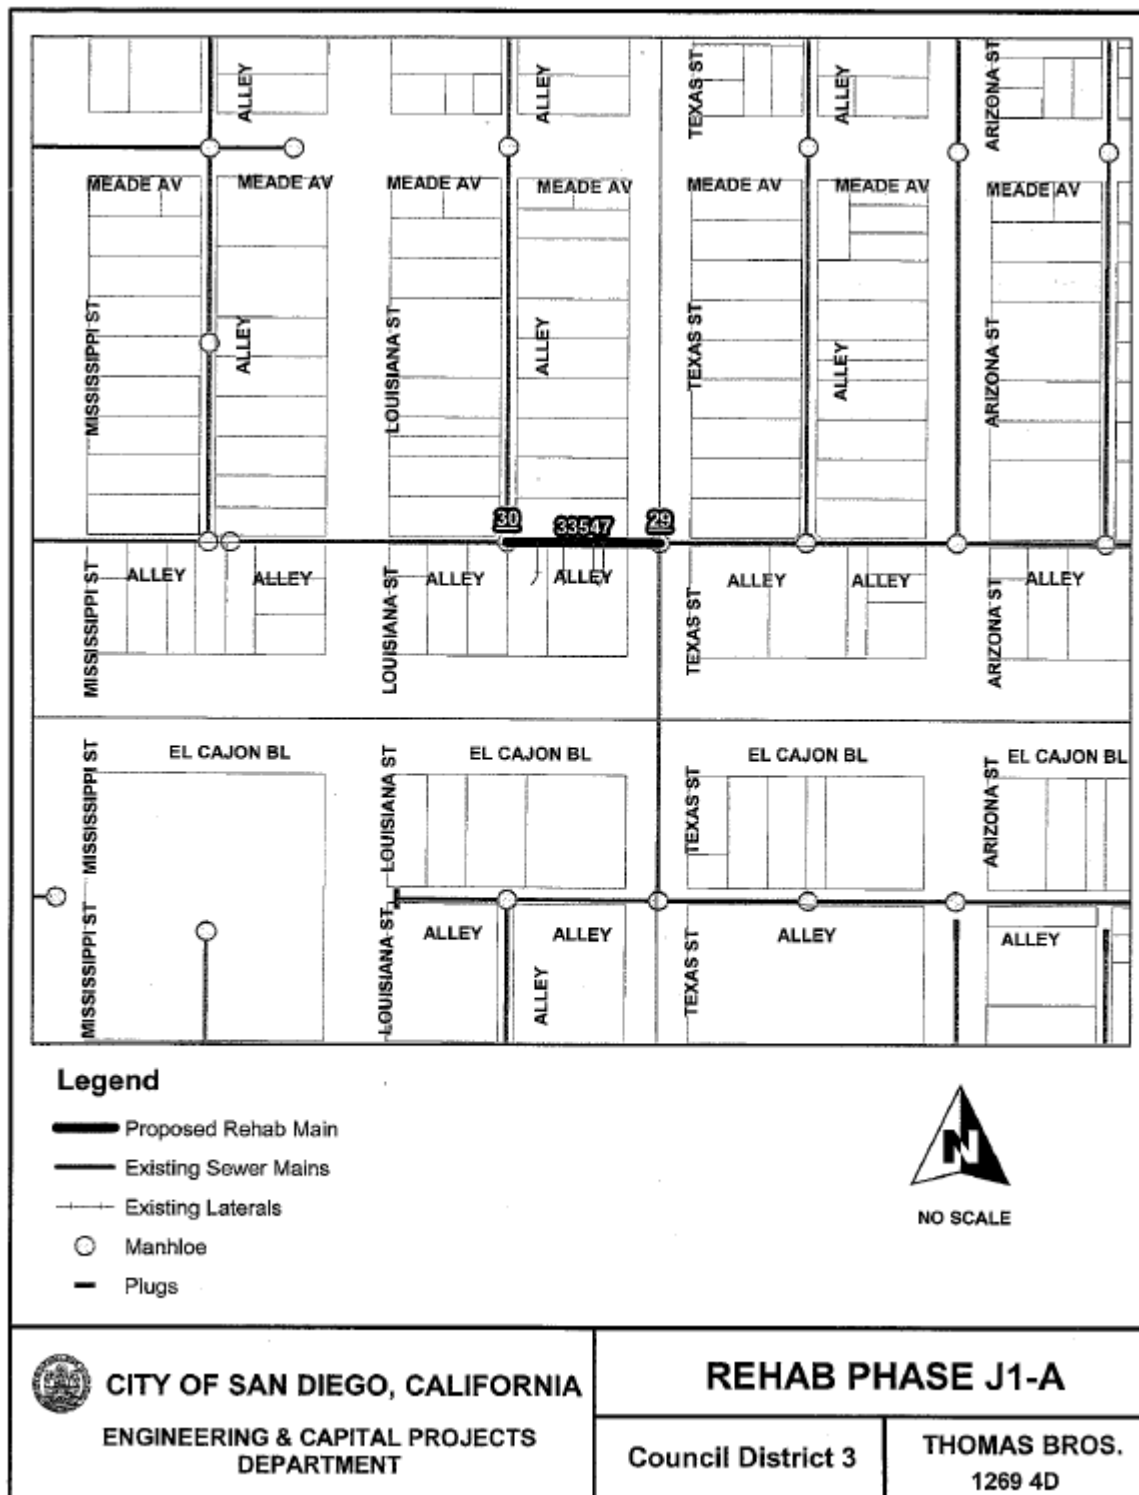 ALLEY
ALLEY
TEXAS ST
ALLEY
ARIZONA ST
MEADE AV
MEADE AV
MEADE AV
MEADE AV
MEADE AV
MEADE AV
MEADE AV
MISSISSIPPI ST
ALLEY
LOUISIANA ST
ALLEY
TEXAS ST
ALLEY
ARIZONA ST
30
33547
29
MISSISSIPPI ST
ALLEY
ALLEY
LOUISIANA ST
ALLEY
ALLEY
TEXAS ST
ALLEY
ALLEY
ARIZONA ST
ALLEY
MISSISSIPPI ST
EL CAJON BL
LOUISIANA ST
EL CAJON BL
TEXAS ST
EL CAJON BL
ARIZONA ST
EL CAJON BL
MISSISSIPPI ST
LOUISIANA ST
ALLEY
ALLEY
ALLEY
TEXAS ST
ALLEY
ALLEY
Legend
Proposed Rehab Main
Existing Sewer Mains
Existing Laterals
Manhloe
Plugs
N
NO SCALE
CITY OF SAN DIEGO, CALIFORNIA
ENGINEERING & CAPITAL PROJECTS
DEPARTMENT
REHAB PHASE J1-A
Council District 3
THOMAS BROS.
1269 4D